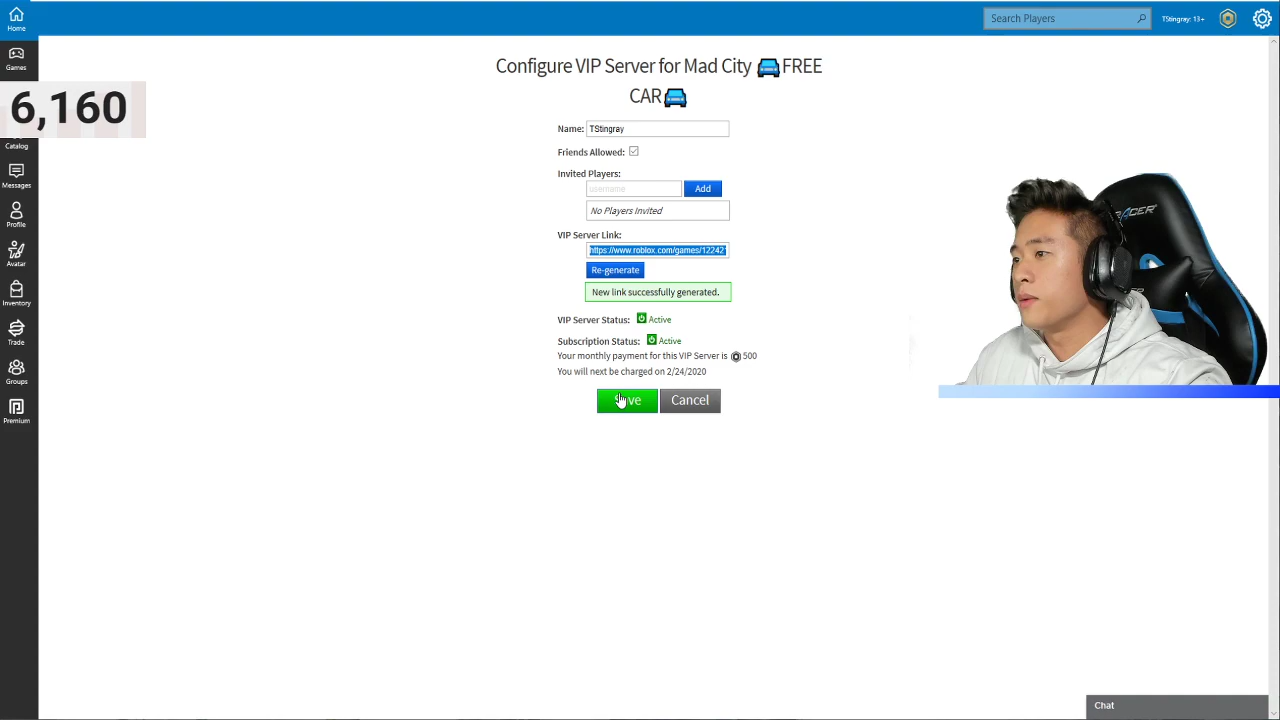 Home
Search Players
TStingray: 13+
Games
Configure VIP Server for Mad City 🚙FREE
CAR🚙
6,160
Name: TStingray
Catalog
Friends Allowed:
Messages
Invited Players:
username
Add
No Players Invited
Profile
VIP Server Link:
https://www.roblox.com/games/12242
Avatar
Re-generate
New link successfully generated.
Inventory
VIP Server Status: Active
Trade
Subscription Status: Active
Your monthly payment for this VIP Server is 500
You will next be charged on 2/24/2020
Groups
Save Cancel
Premium
ACER
Chat